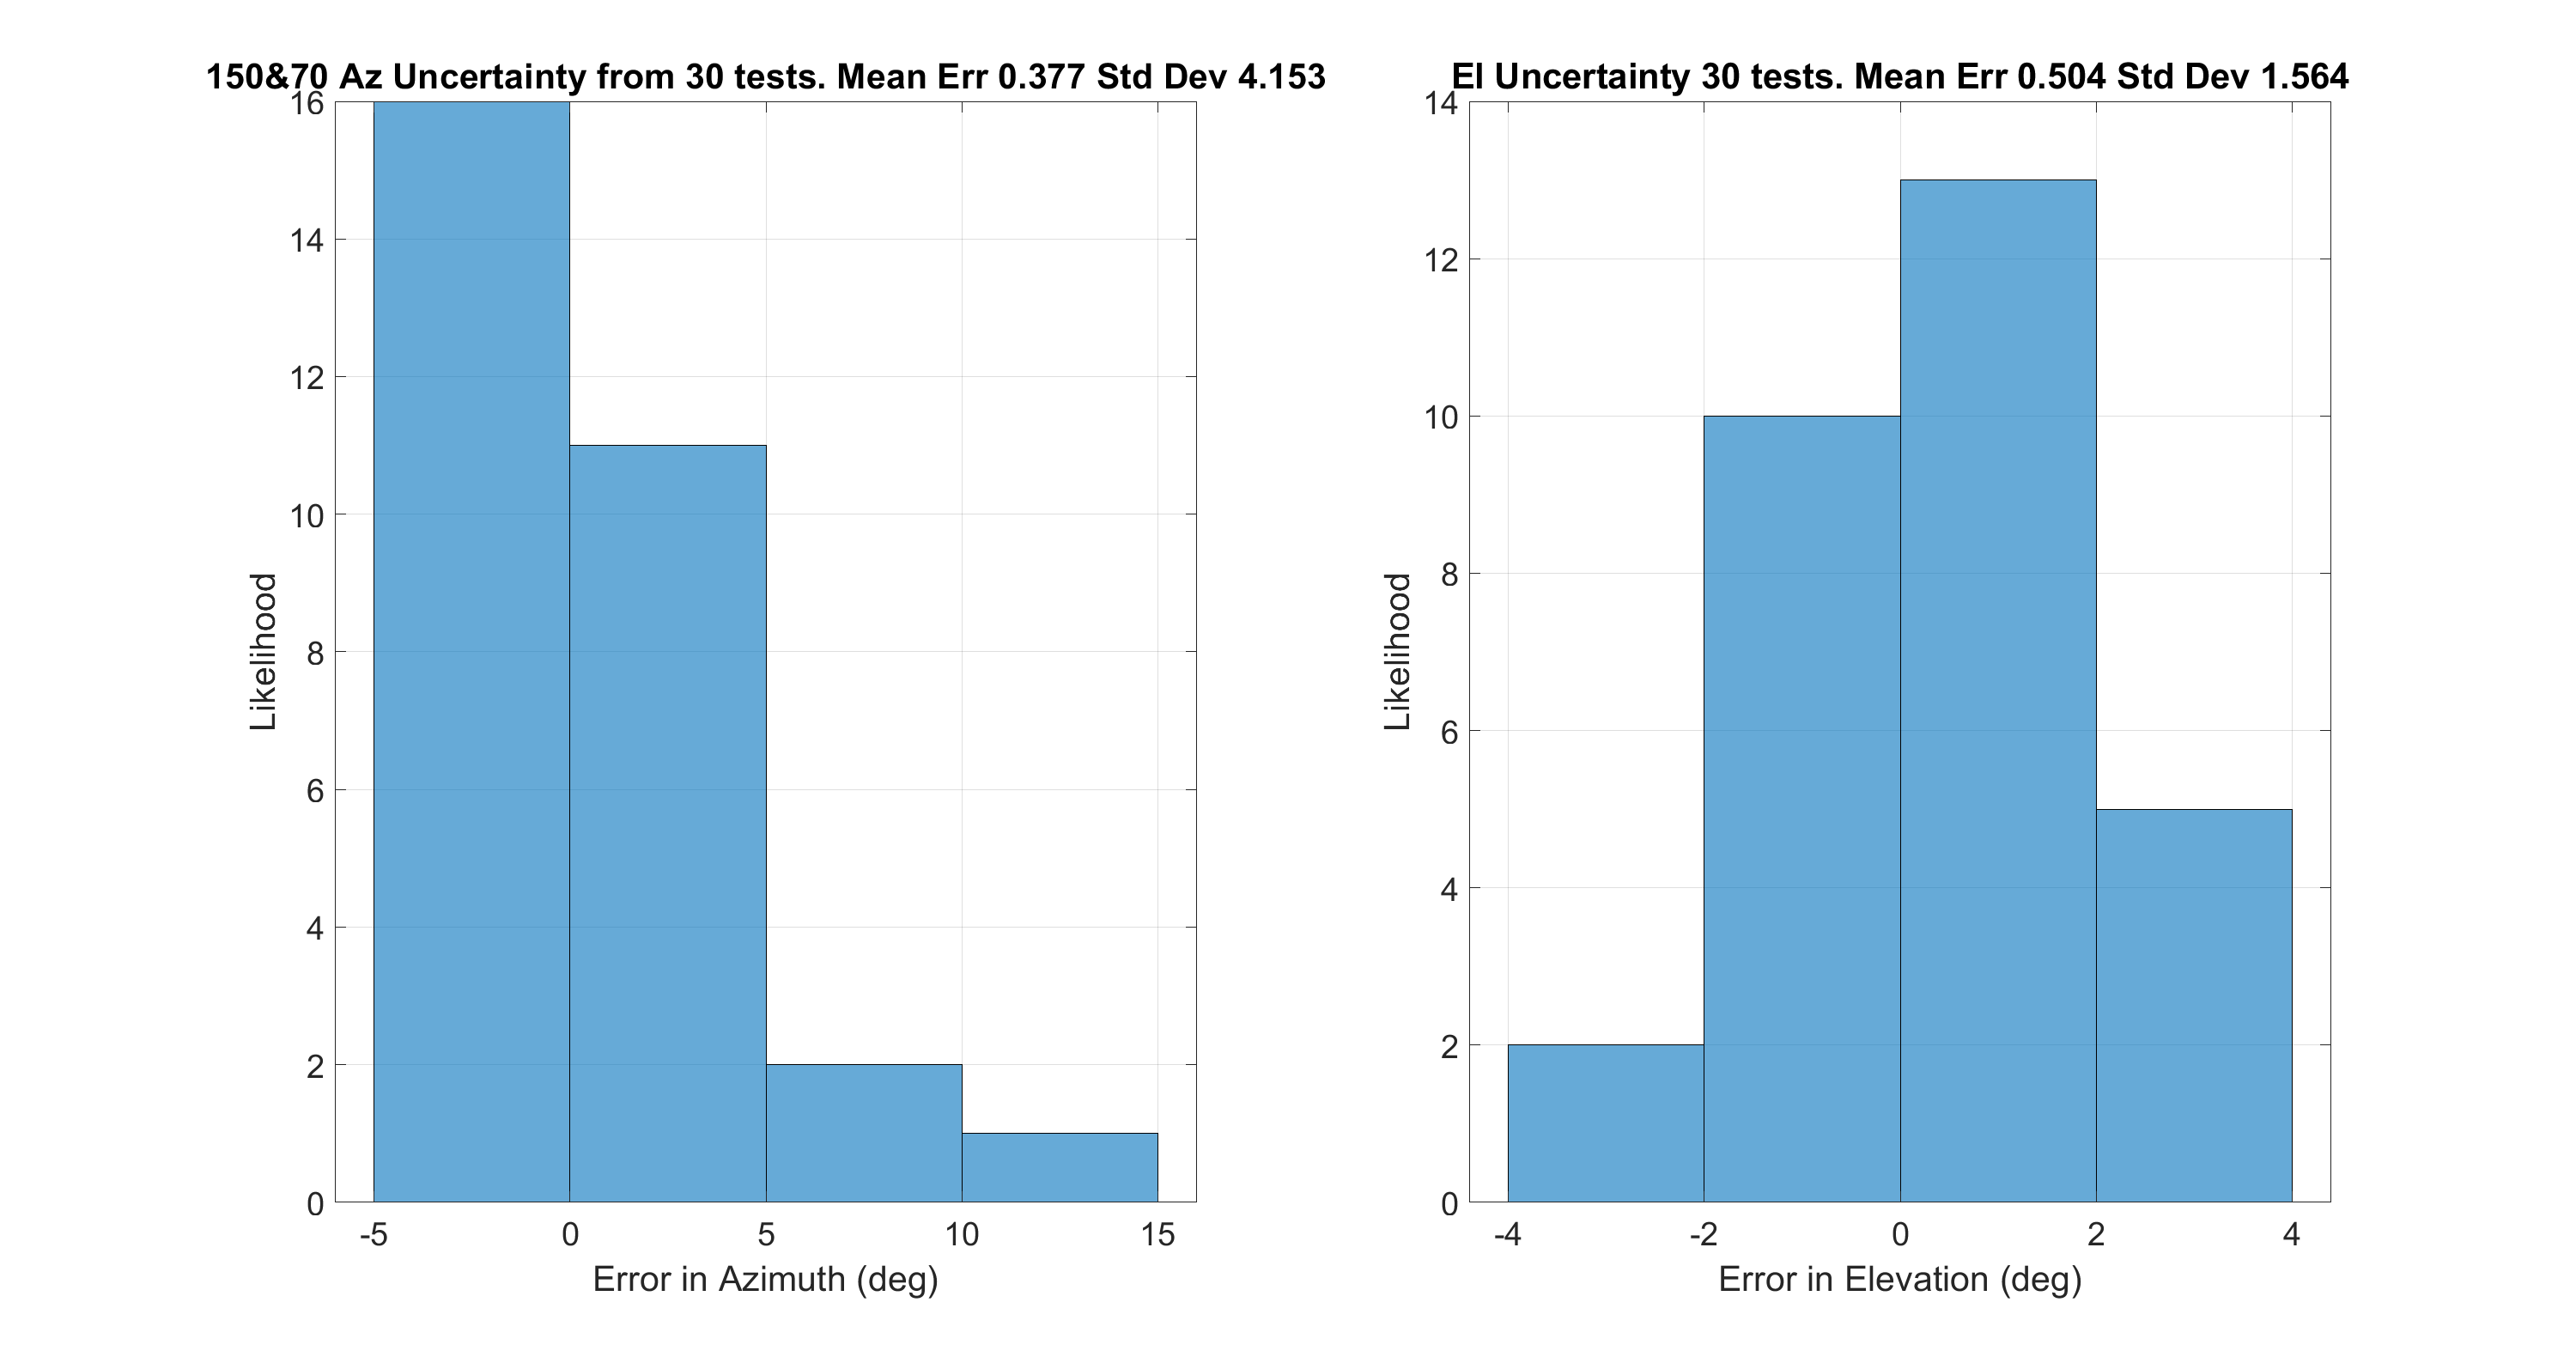 150&70 Az Uncertainty from 30 tests. Mean Err 0.377 Std Dev 4.153
16
14
12
10
8
6
4
2
0
Likelihood
-5 0 5 10 15
Error in Azimuth (deg)
El Uncertainty 30 tests. Mean Err 0.504 Std Dev 1.564
14
12
10
8
6
4
2
0
Likelihood
-4 -2 0 2 4
Error in Elevation (deg)